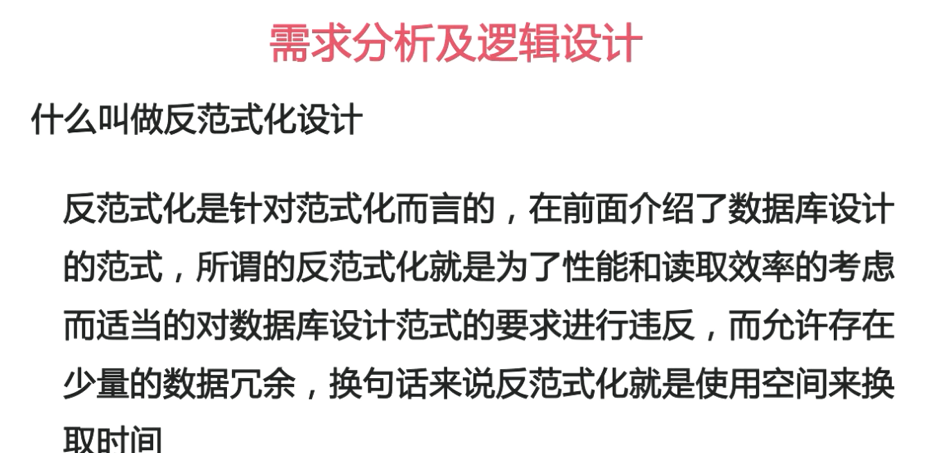 需求分析及逻辑设计
什么叫做反范式化设计
反范式化是针对范式化而言的，在前面介绍了数据库设计
的范式，所谓的反范式化就是为了性能和读取效率的考虑
而适当的对数据库设计范式的要求进行违反，而允许存在
少量的数据冗余，换句话来说反范式化就是使用空间来换
取时间